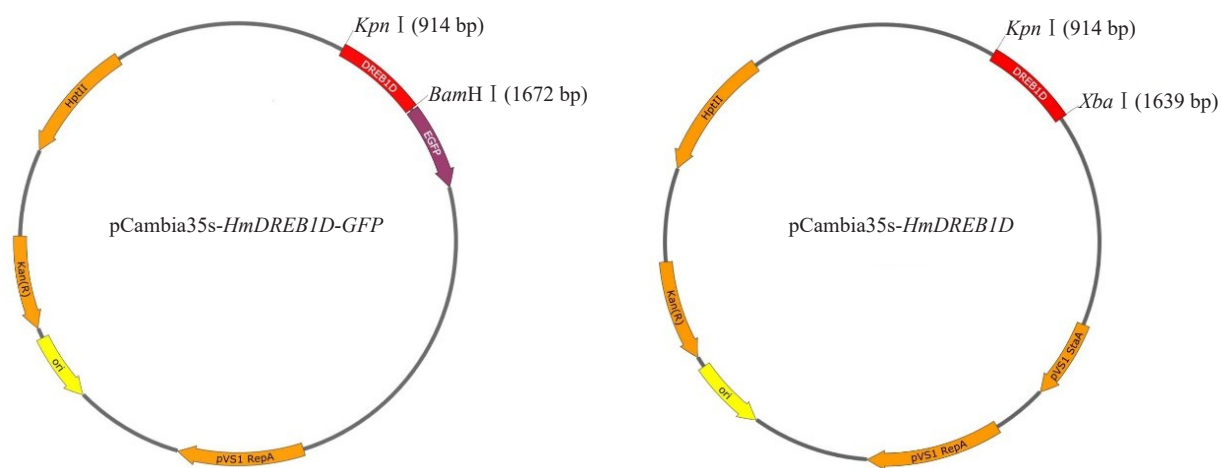 Kpn Ⅰ (914 bp)
DREB1D
BamH Ⅰ (1672 bp)
EGFP
HptII
pCambia35s-HmDREB1D-GFP
Kan(R)
ori
pVS1 RepA
Kpn Ⅰ (914 bp)
DREB1D
Xba Ⅰ (1639 bp)
HptII
pCambia35s-HmDREB1D
Kan(R)
ori
pVS1 StaA
pVS1 RepA